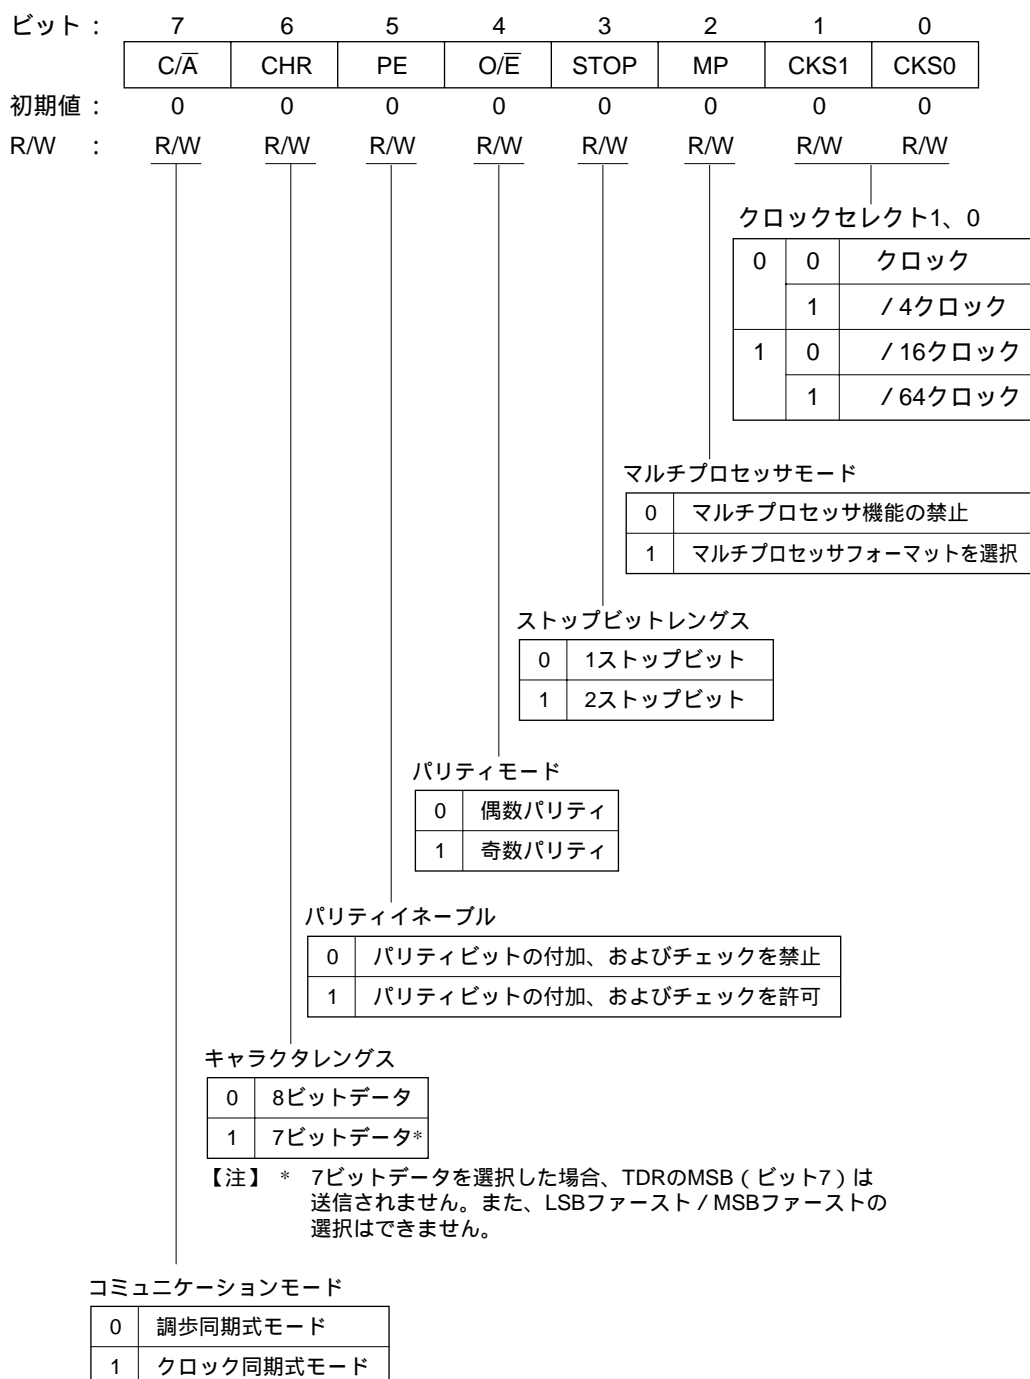 ビット： 7 6 5 4 3 2 1 0
C/A̅ CHR PE O/E̅ STOP MP CKS1 CKS0
初期値： 0 0 0 0 0 0 0 0
R/W ： R/W R/W R/W R/W R/W R/W R/W R/W
クロックセレクト1、0
0 0 クロック
1 ／4クロック
1 0 ／16クロック
1 ／64クロック
マルチプロセッサモード
0 マルチプロセッサ機能の禁止
1 マルチプロセッサフォーマットを選択
ストップビットレングス
0 1ストップビット
1 2ストップビット
パリティモード
0 偶数パリティ
1 奇数パリティ
パリティイネーブル
0 パリティビットの付加、およびチェックを禁止
1 パリティビットの付加、およびチェックを許可
キャラクタレングス
0 8ビットデータ
1 7ビットデータ*
【注】 * 7ビットデータを選択した場合、TDRのMSB（ビット7）は
送信されません。また、LSBファースト／MSBファーストの
選択はできません。
コミュニケーションモード
0 調歩同期式モード
1 クロック同期式モード